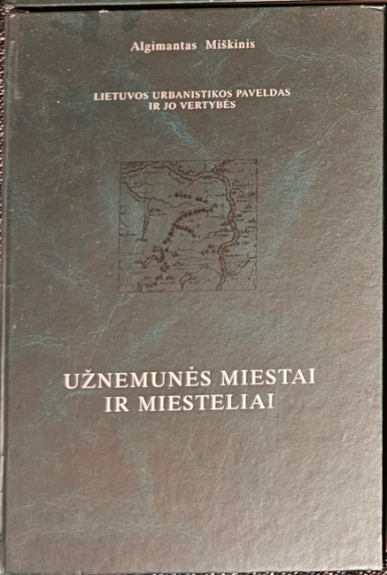 Algimantas Miškinis
LIETUVOS URBANISTIKOS PAVELDAS
IR JO VERTYBĖS
UŽNEMUNĖS MIESTAI
IR MIESTELIAI